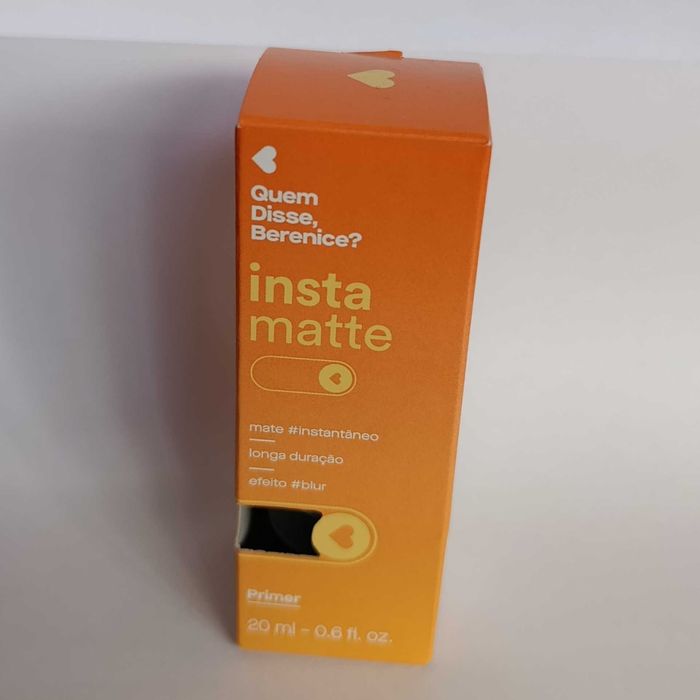 Quem
Disse,
Berenice?
insta
matte
mate #instantâneo
longa duração
efeito #blur
Primer
20 ml - 0.6 fl. oz.